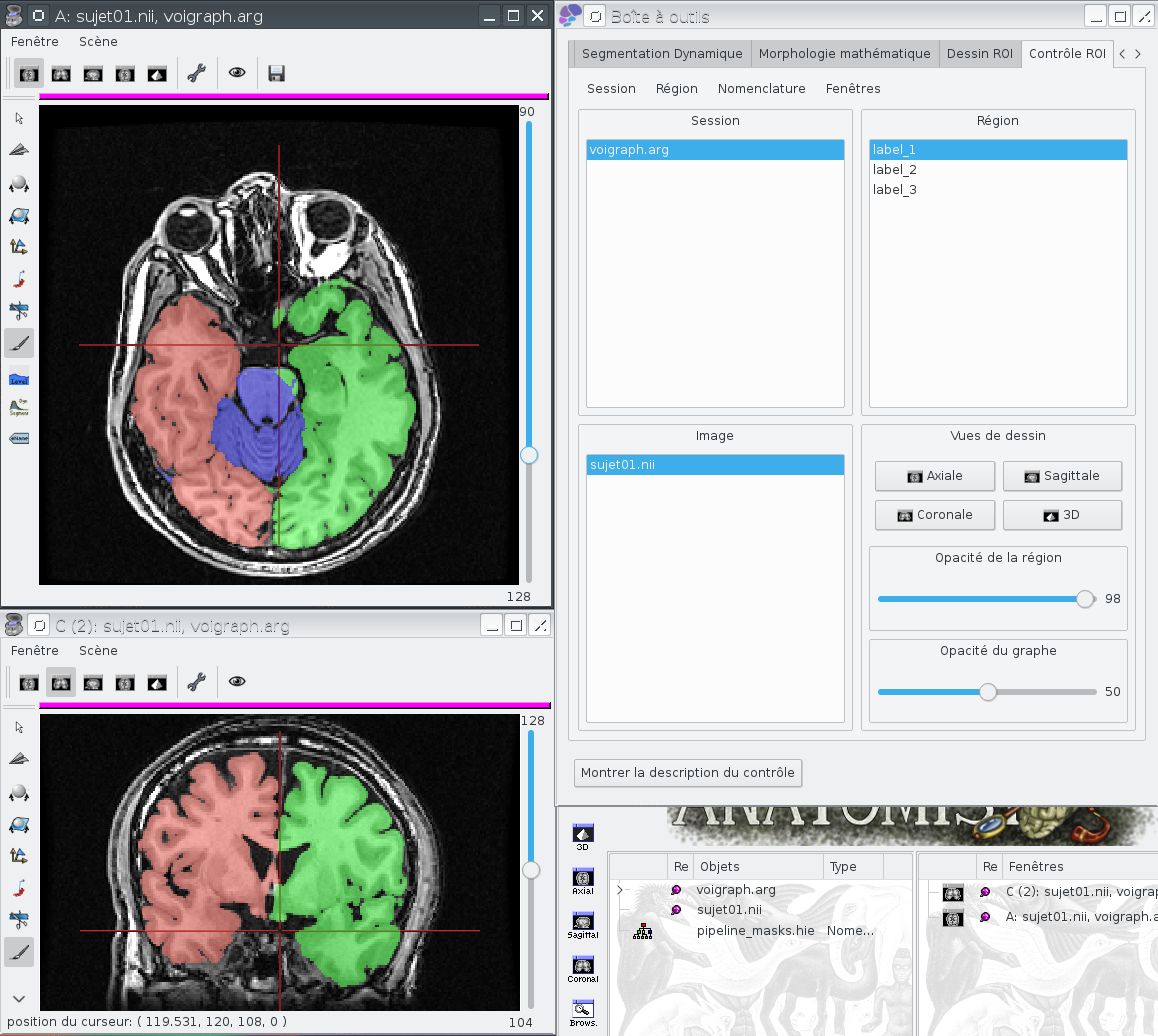 A: sujet01.nii, voigraph.arg
Fenêtre Scène
90
Level
Dyn
Segment
128
C (2): sujet01.nii, voigraph.arg
Fenêtre Scène
128
position du curseur: ( 119.531, 120, 108, 0 )
104
Boîte à outils
Segmentation Dynamique Morphologie mathématique Dessin ROI Contrôle ROI
Session Région Nomenclature Fenêtres
Session
voigraph.arg
Région
label_1
label_2
label_3
Image
sujet01.nii
Vues de dessin
Axiale Sagittale
Coronale 3D
Opacité de la région
98
Opacité du graphe
50
Montrer la description du contrôle
ANATOMIST
3D
Axial
Sagittal
Coronal
Brows.
Re Objets Type
voigraph.arg
sujet01.nii
pipeline_masks.hie Nome...
Re Fenêtres
C (2): sujet01.nii, voigra
A: sujet01.nii, voigraph.a